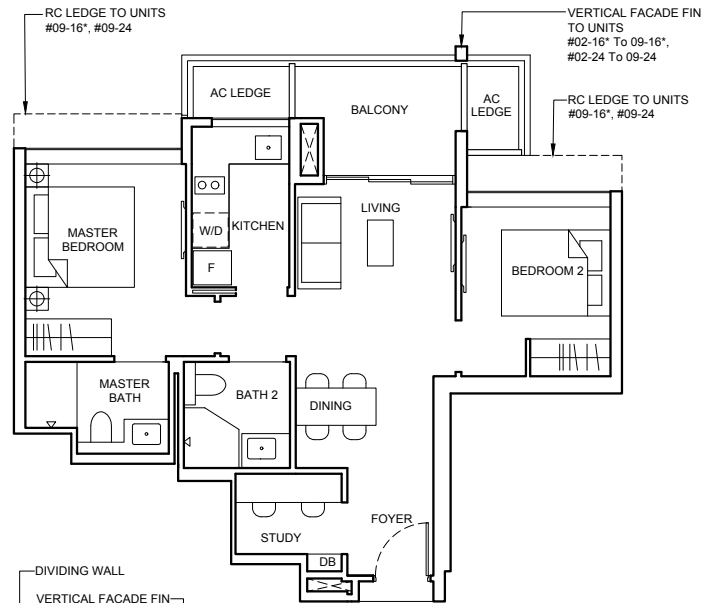 RC LEDGE TO UNITS
#09-16*, #09-24
VERTICAL FACADE FIN
TO UNITS
#02-16* To 09-16*,
#02-24 To 09-24
AC LEDGE
BALCONY
AC
LEDGE
RC LEDGE TO UNITS
#09-16*, #09-24
MASTER
BEDROOM
W/D
KITCHEN
F
LIVING
BEDROOM 2
MASTER
BATH
BATH 2
DINING
STUDY
FOYER
DB
DIVIDING WALL
VERTICAL FACADE FIN